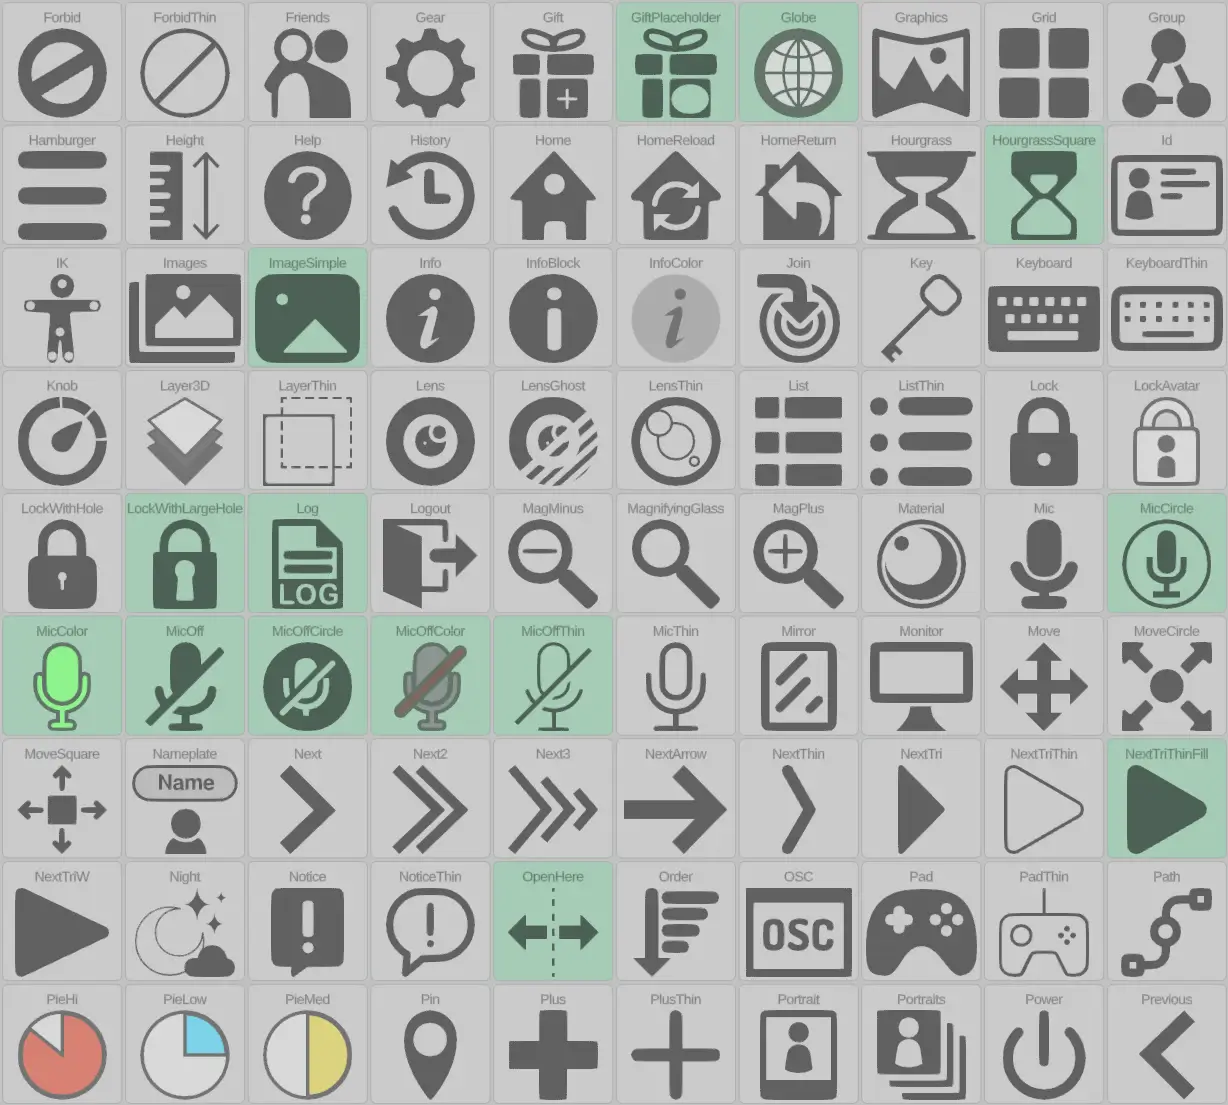 Forbid ForbidThin Friends Gear Gift GiftPlaceholder Globe Graphics Grid Group
Hamburger Height Help History Home HomeReload HomeReturn Hourgrass HourgrassSquare Id
?
IK Images ImageSimple Info InfoBlock InfoColor Join Key Keyboard KeyboardThin
i i i
Knob Layer3D LayerThin Lens LensGhost LensThin List ListThin Lock LockAvatar
LockWithHole LockWithLargeHole Log Logout MagMinus MagnifyingGlass MagPlus Material Mic MicCircle
LOG
MicColor MicOff MicOffCircle MicOffColor MicOffThin MicThin Mirror Monitor Move MoveCircle
MoveSquare Nameplate Next Next2 Next3 NextArrow NextThin NextTri NextTriThin NextTriThinFill
Name
NextTriW Night Notice NoticeThin OpenHere Order OSC Pad PadThin Path
! ! OSC
PieHi PieLow PieMed Pin Plus PlusThin Portrait Portraits Power Previous